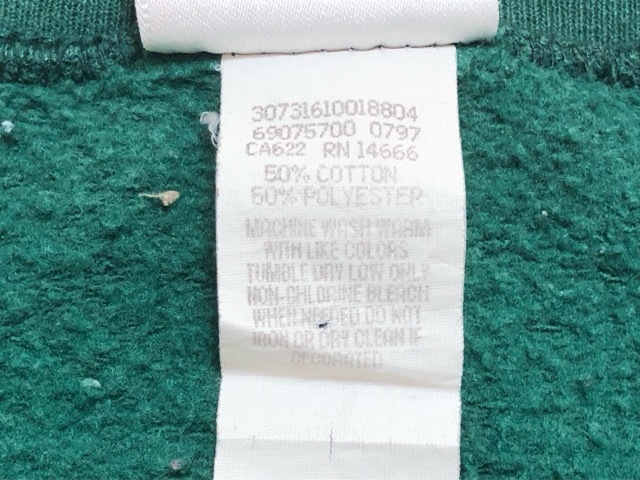 30731610018804
69075700 0797
CA622 RN 14666
50% COTTON
50% POLYESTER
MACHINE WASH WARM
WITH LIKE COLORS
TUMBLE DRY LOW ONLY
NON-CHLORINE BLEACH
WHEN NEEDED DO NOT
IRON OR DRY CLEAN IF
DECORATED